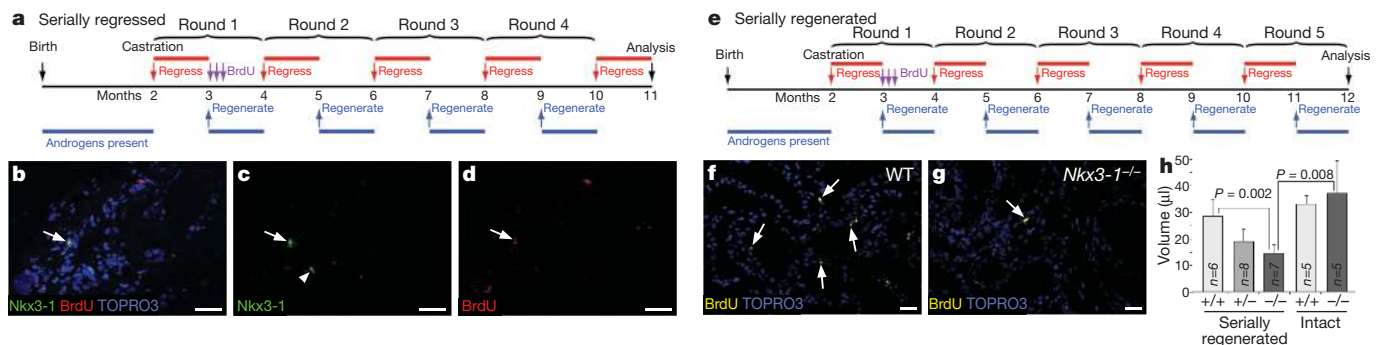 a Serially regressed
Round 1 Round 2 Round 3 Round 4
Birth Castration Analysis
Regress BrdU Regress Regress Regress Regress
Months 2 3 4 5 6 7 8 9 10 11
Regenerate Regenerate Regenerate Regenerate
Androgens present
b
Nkx3-1 BrdU TOPRO3
c
Nkx3-1
d
BrdU
e Serially regenerated
Round 1 Round 2 Round 3 Round 4 Round 5
Birth Castration Analysis
Regress BrdU Regress Regress Regress Regress
Months 2 3 4 5 6 7 8 9 10 11 12
Regenerate Regenerate Regenerate Regenerate Regenerate
Androgens present
f WT
BrdU TOPRO3
g Nkx3-1–/–
BrdU TOPRO3
h
Volume (µl)
50
40
30
20
10
0
P = 0.002
P = 0.008
n=6 n=8 n=7 n=5 n=5
+/+ +/– –/– +/+ –/–
Serially regenerated
Intact